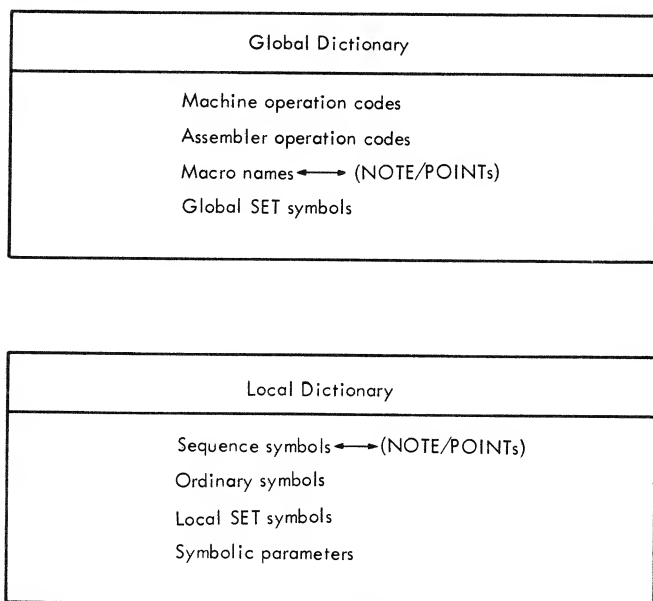 Global Dictionary
Machine operation codes
Assembler operation codes
Macro names ⟷ (NOTE/POINTs)
Global SET symbols
Local Dictionary
Sequence symbols ⟷ (NOTE/POINTs)
Ordinary symbols
Local SET symbols
Symbolic parameters